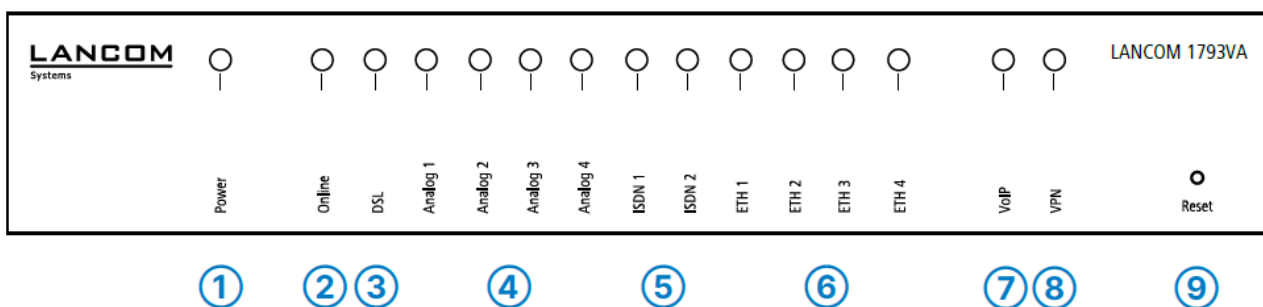 LANCOM
Systems
LANCOM 1793VA
Power
Online
DSL
Analog 1
Analog 2
Analog 3
Analog 4
ISDN 1
ISDN 2
ETH 1
ETH 2
ETH 3
ETH 4
VoIP
VPN
Reset
1
2
3
4
5
6
7
8
9